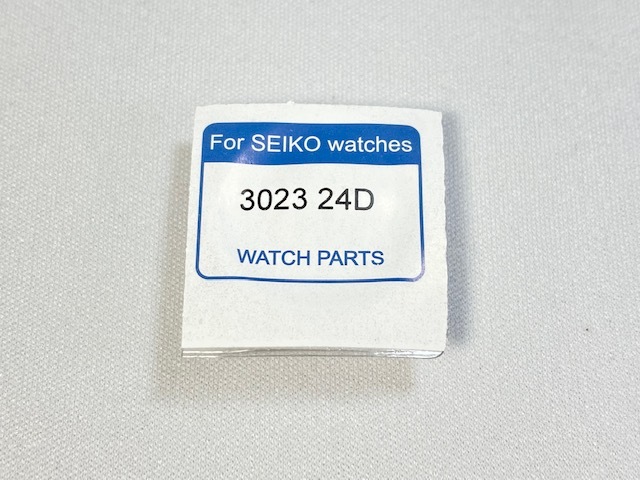 For SEIKO watches
3023 24D
WATCH PARTS